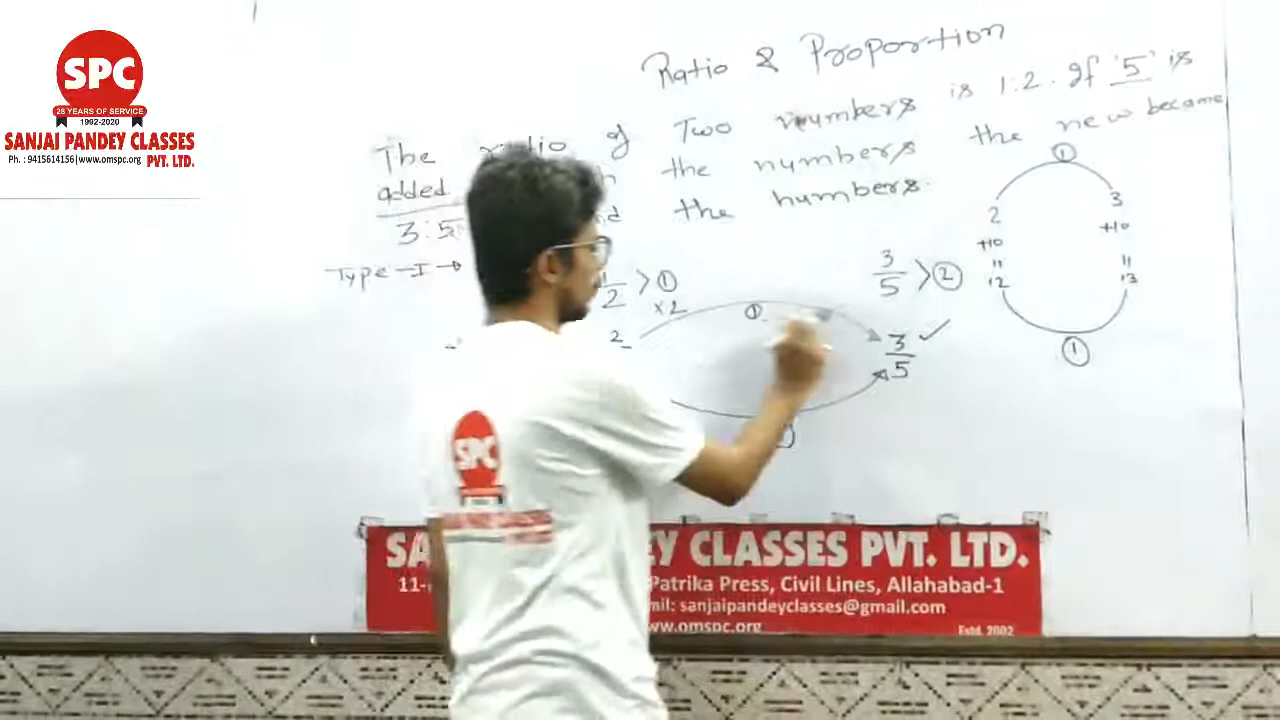 SPC
28 YEARS OF SERVICE
1992-2020
SANJAI PANDEY CLASSES
PVT. LTD.
Ph. : 9415614156|www.omspc.org
Ratio & Proportion
The of Two numbers is 1:2. If '5' is
added the numbers the new became
3:5 the numbers.
Type-I →
1/2 > ①
×2
2
①
3/5 > ②
3/5 ✓
①
2 3
+10 +10
" "
12 13
①
SPC
SA EY CLASSES PVT. LTD.
11- Patrika Press, Civil Lines, Allahabad-1
mil: sanjaipandeyclasses@gmail.com
www.omspc.org
Estd. 2002